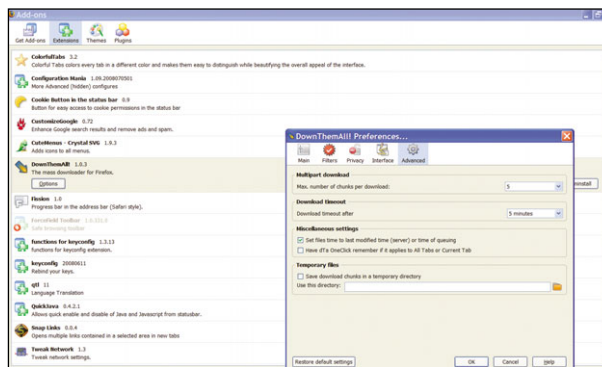 Add-ons
Get Add-ons Extensions Themes Plugins
ColorfulTabs 3.2
Colorful Tabs colors every tab in a different color and makes them easy to distinguish while beautifying the overall appeal of the interface.
Configuration Mania 1.09.2008070501
More Advanced (hidden) configures
Cookie Button in the status bar 0.9
Button for easy access to cookie permissions in the status bar
CustomizeGoogle 0.72
Enhance Google search results and remove ads and spam.
CuteMenus - Crystal SVG 1.9.3
Adds icons to all menus.
DownThemAll! 1.0.3
The mass downloader for Firefox.
Options
Fission 1.0
Progress bar in the address bar (Safari style).
ForceField Toolbar
Safe Browsing Toolbar
functions for keyconfig 1.3.13
functions for keyconfig extension.
keyconfig 20080611
Rebind your keys.
qtl 11
Language Translation
QuickJava 0.4.2.1
Allows quick enable and disable of Java and Javascript from statusbar.
Snap Links 0.0.4
Opens multiple links contained in a selected area in new tabs
Tweak Network 1.3
Tweak network settings.
ninstall
DownThemAll! Preferences...
Main Filters Privacy Interface Advanced
Multipart download
Max. number of chunks per download: 5
Download timeout
Download timeout after 5 minutes
Miscellaneous settings
Set files time to last modified time (server) or time of queuing
Have dTa OneClick remember if it applies to All Tabs or Current Tab
Temporary files
Save download chunks in a temporary directory
Use this directory:
Restore default settings OK Cancel Help